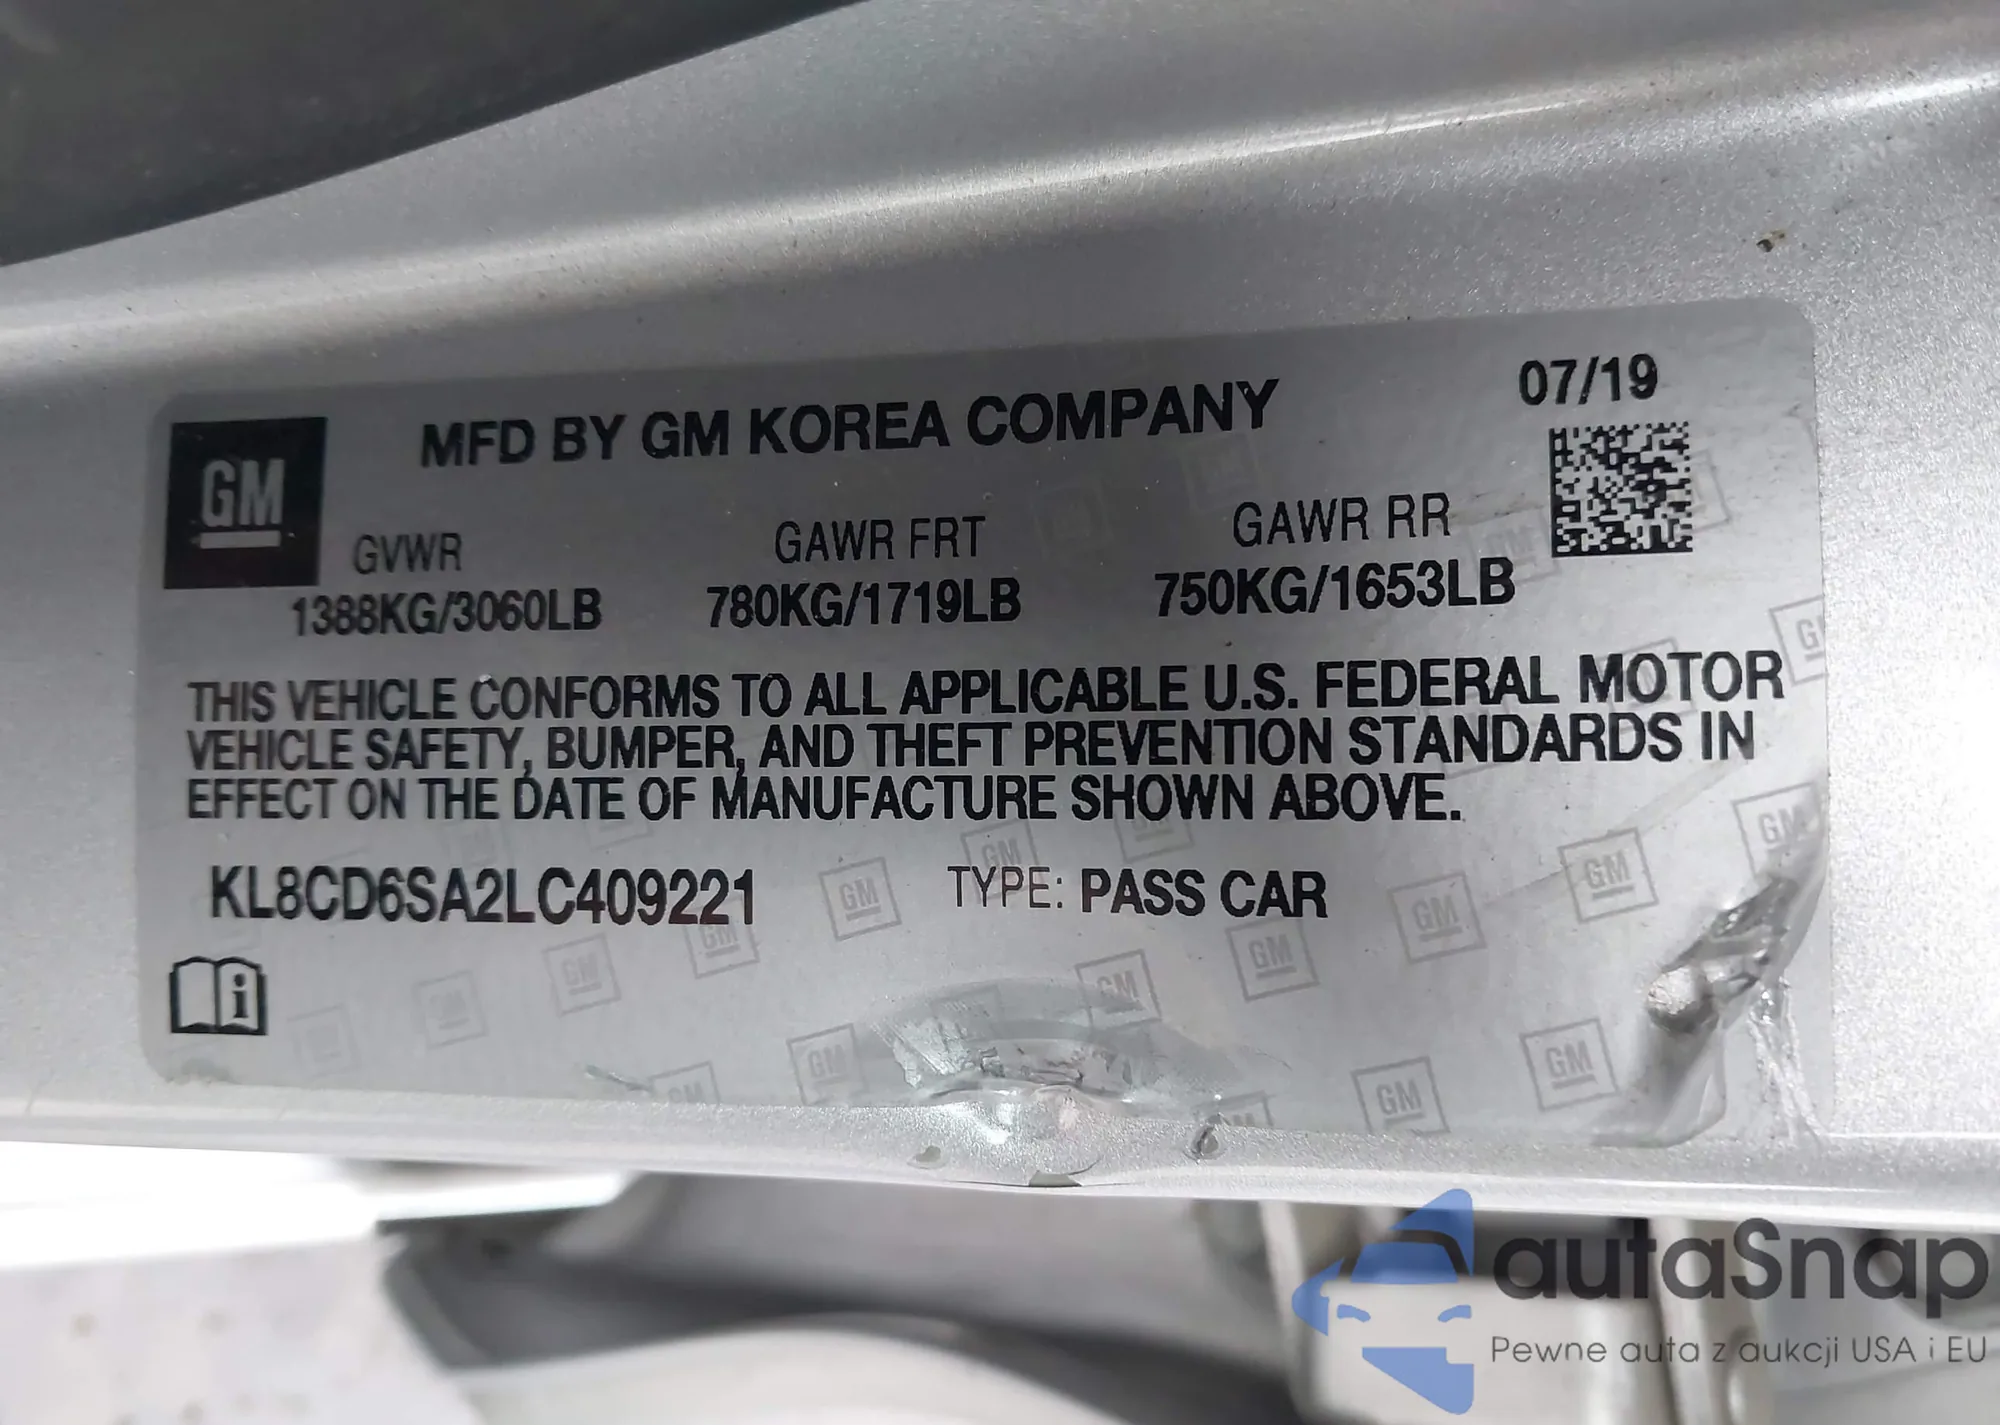 07/19
GM
MFD BY GM KOREA COMPANY
GVWR GAWR FRT GAWR RR
1388KG/3060LB 780KG/1719LB 750KG/1653LB
THIS VEHICLE CONFORMS TO ALL APPLICABLE U.S. FEDERAL MOTOR
VEHICLE SAFETY, BUMPER, AND THEFT PREVENTION STANDARDS IN
EFFECT ON THE DATE OF MANUFACTURE SHOWN ABOVE.
KL8CD6SA2LC409221 TYPE: PASS CAR
i
autaSnap
Pewne auta z aukcji USA i EU